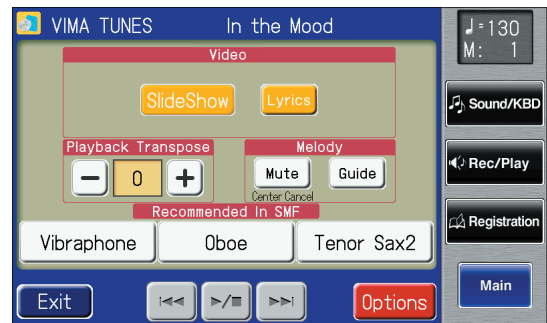 VIMA TUNES In the Mood
♩=130
M: 1
Video
SlideShow Lyrics
Sound/KBD
Playback Transpose Melody
− 0 + Mute Guide
Center Cancel
Rec/Play
Recommended In SMF
Registration
Vibraphone Oboe Tenor Sax2
Main
Exit Options